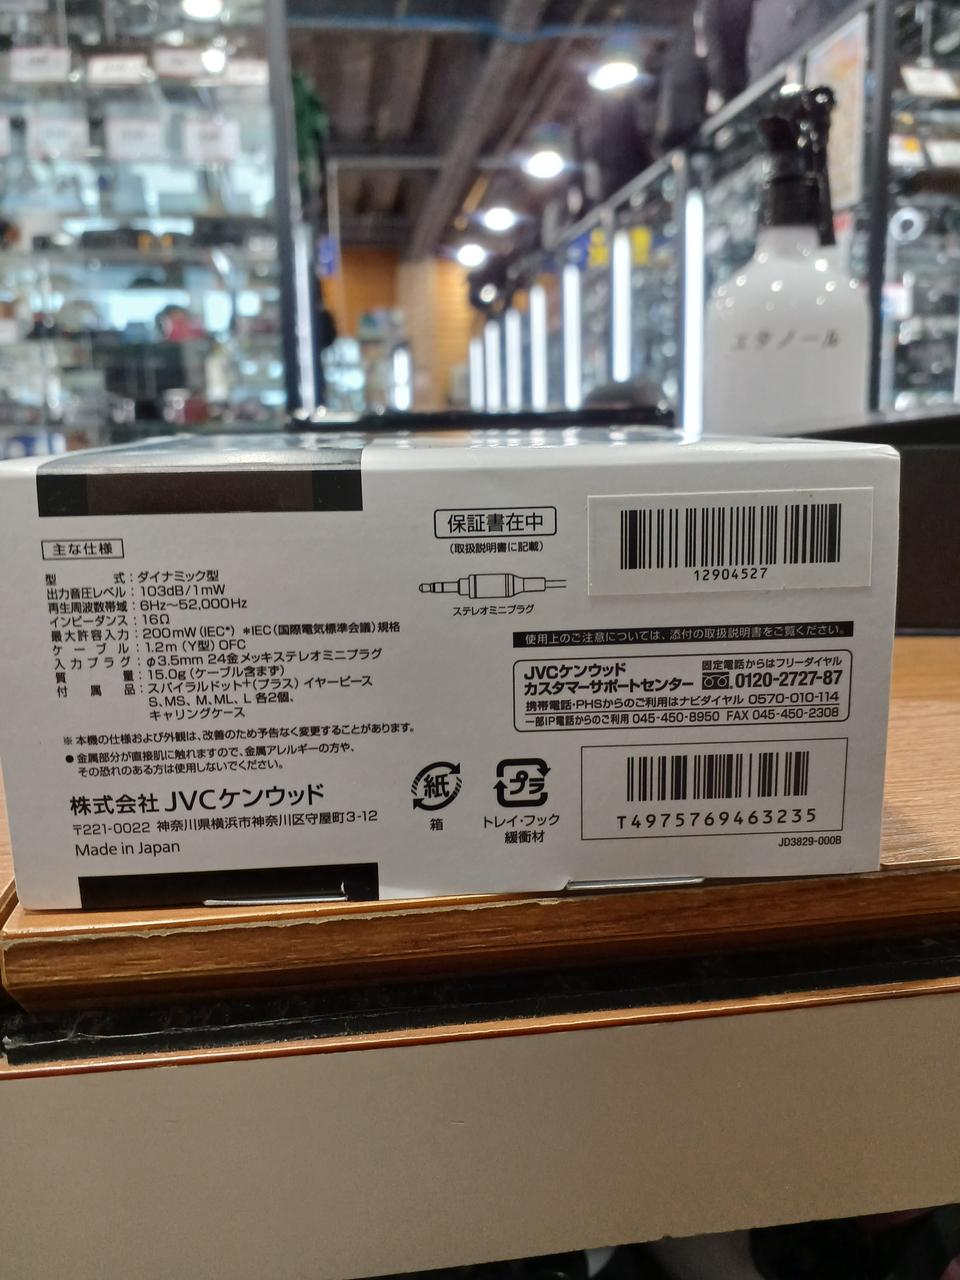 エタノール
主な仕様
型　　　式：ダイナミック型
出力音圧レベル：103dB/1mW
再生周波数帯域：6Hz～52,000Hz
インピーダンス：16Ω
最大許容入力：200mW(IEC*) *IEC(国際電気標準会議)規格
ケーブル：1.2m(Y型)OFC
入力プラグ：φ3.5mm 24金メッキステレオミニプラグ
質　　　量：15.0g(ケーブル含まず)
付属品：スパイラルドット+(プラス) イヤーピース
S、MS、M、ML、L 各2個、
キャリングケース
※本機の仕様および外観は、改善のため予告なく変更することがあります。
●金属部分が直接肌に触れますので、金属アレルギーの方や、
その恐れのある方は使用しないでください。
株式会社 JVCケンウッド
〒221-0022 神奈川県横浜市神奈川区守屋町3-12
Made in Japan
保証書在中
(取扱説明書に記載)
ステレオミニプラグ
紙
箱
プラ
トレイ・フック
緩衝材
12904527
使用上のご注意については、添付の取扱説明書をご覧ください。
JVCケンウッド
カスタマーサポートセンター
固定電話からはフリーダイヤル
0120-2727-87
携帯電話・PHSからのご利用はナビダイヤル 0570-010-114
一部IP電話からのご利用 045-450-8950 FAX 045-450-2308
T4975769463235
JD3829-000B